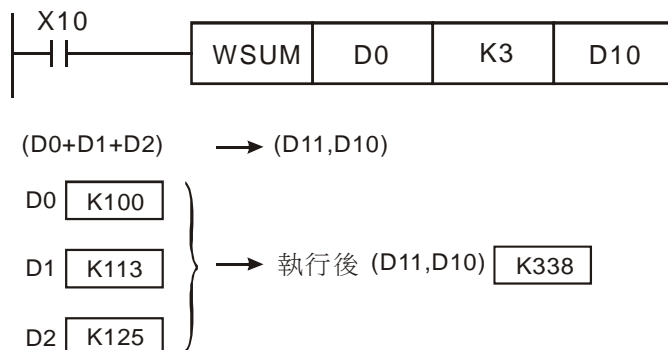 X10
WSUM D0 K3 D10
(D0+D1+D2) → (D11,D10)
D0 K100
D1 K113 → 執行後 (D11,D10) K338
D2 K125